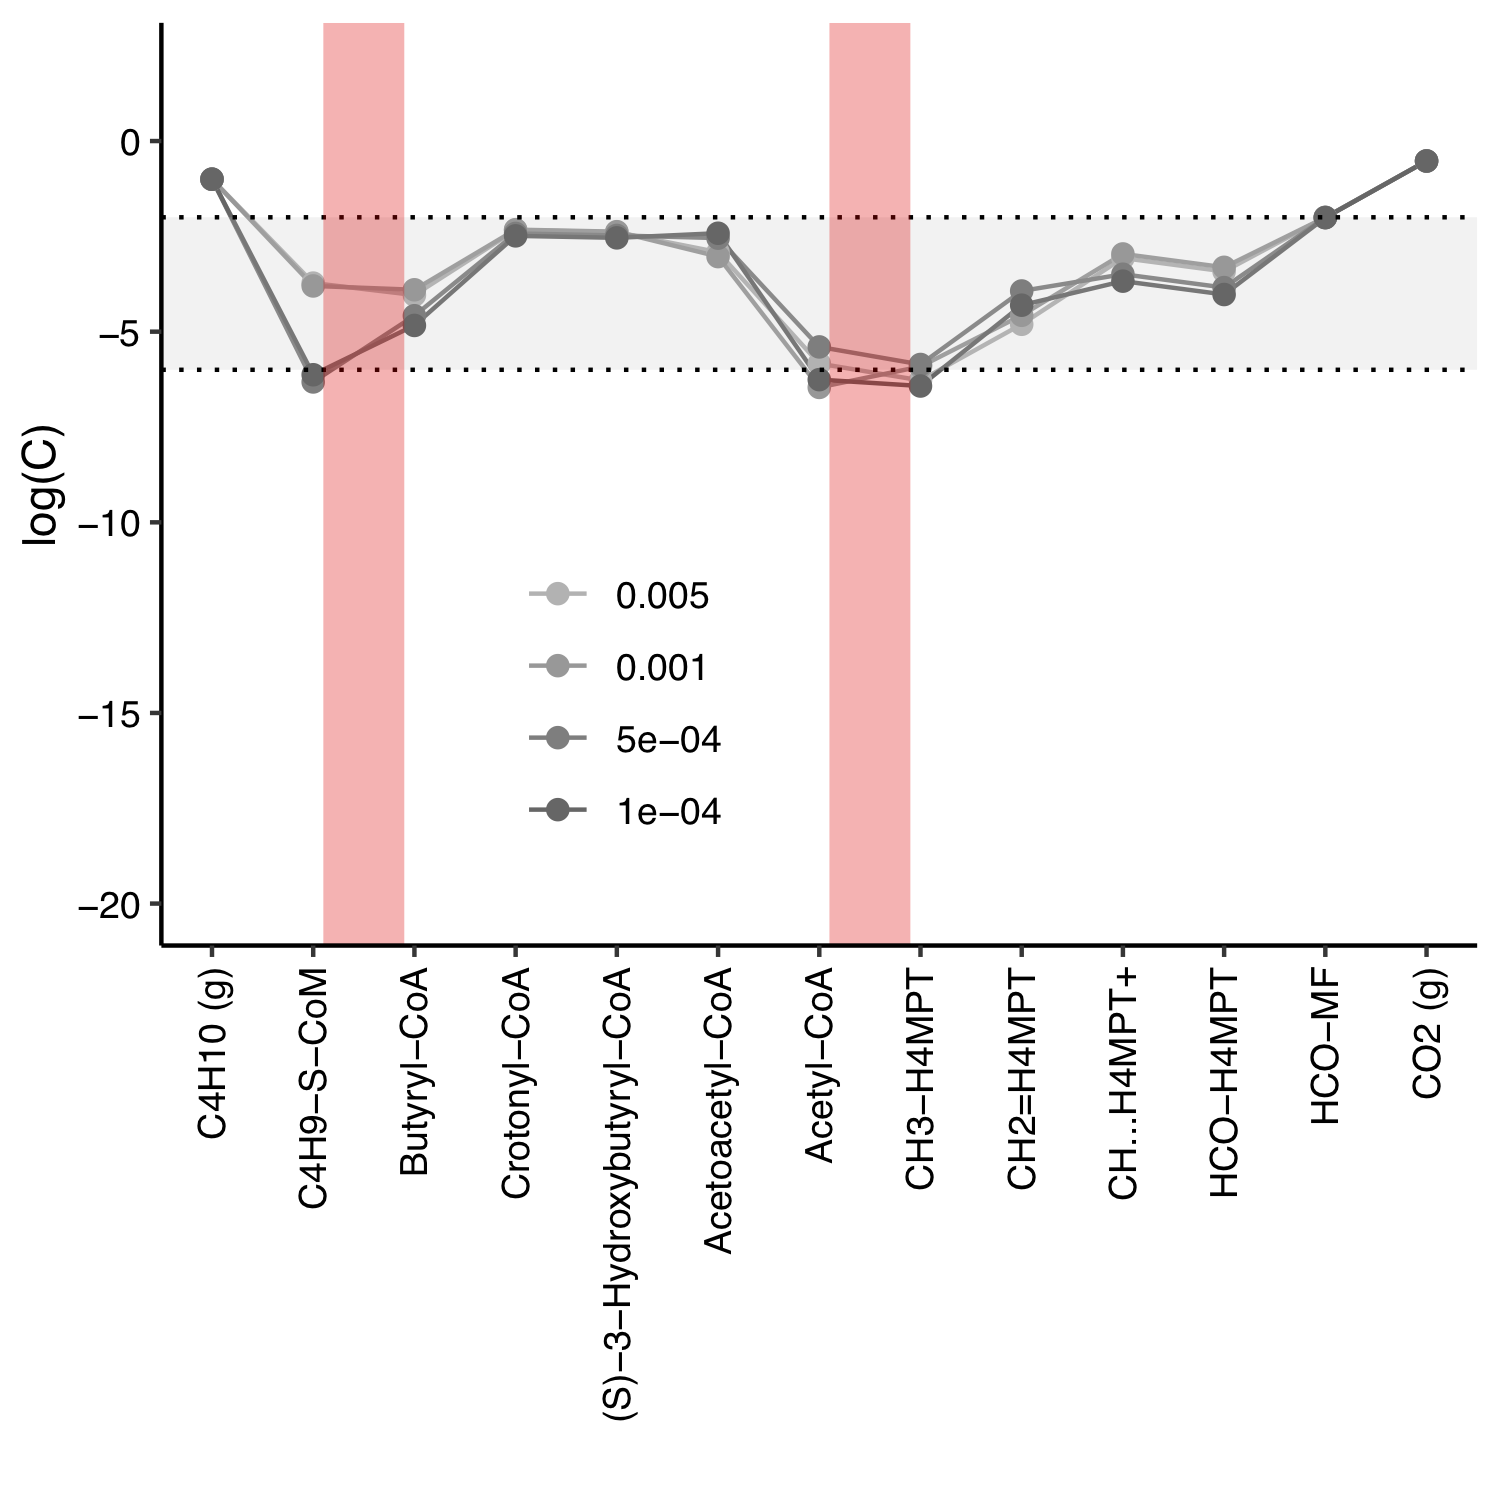 log(C)
0
−5
−10
−15
−20
0.005
0.001
5e−04
1e−04
C4H10 (g)
C4H9−S−CoM
Butyryl−CoA
Crotonyl−CoA
(S)−3−Hydroxybutyryl−CoA
Acetoacetyl−CoA
Acetyl−CoA
CH3−H4MPT
CH2=H4MPT
CH...H4MPT+
HCO−H4MPT
HCO−MF
CO2 (g)